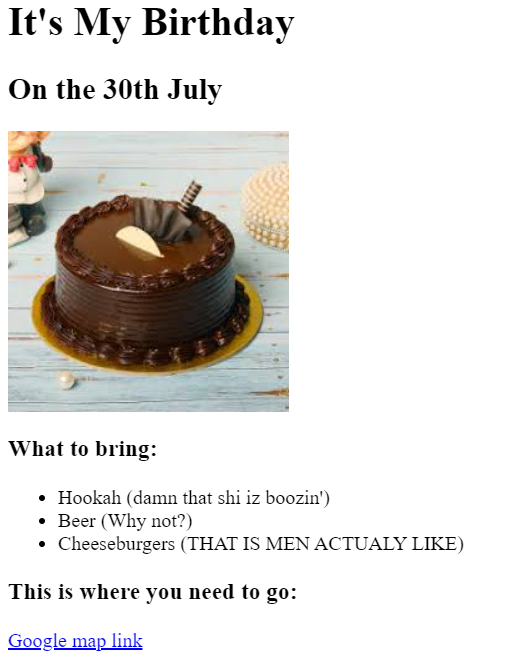 It's My Birthday
On the 30th July
What to bring:
Hookah (damn that shi iz boozin')
Beer (Why not?)
Cheeseburgers (THAT IS MEN ACTUALY LIKE)
This is where you need to go:
Google map link